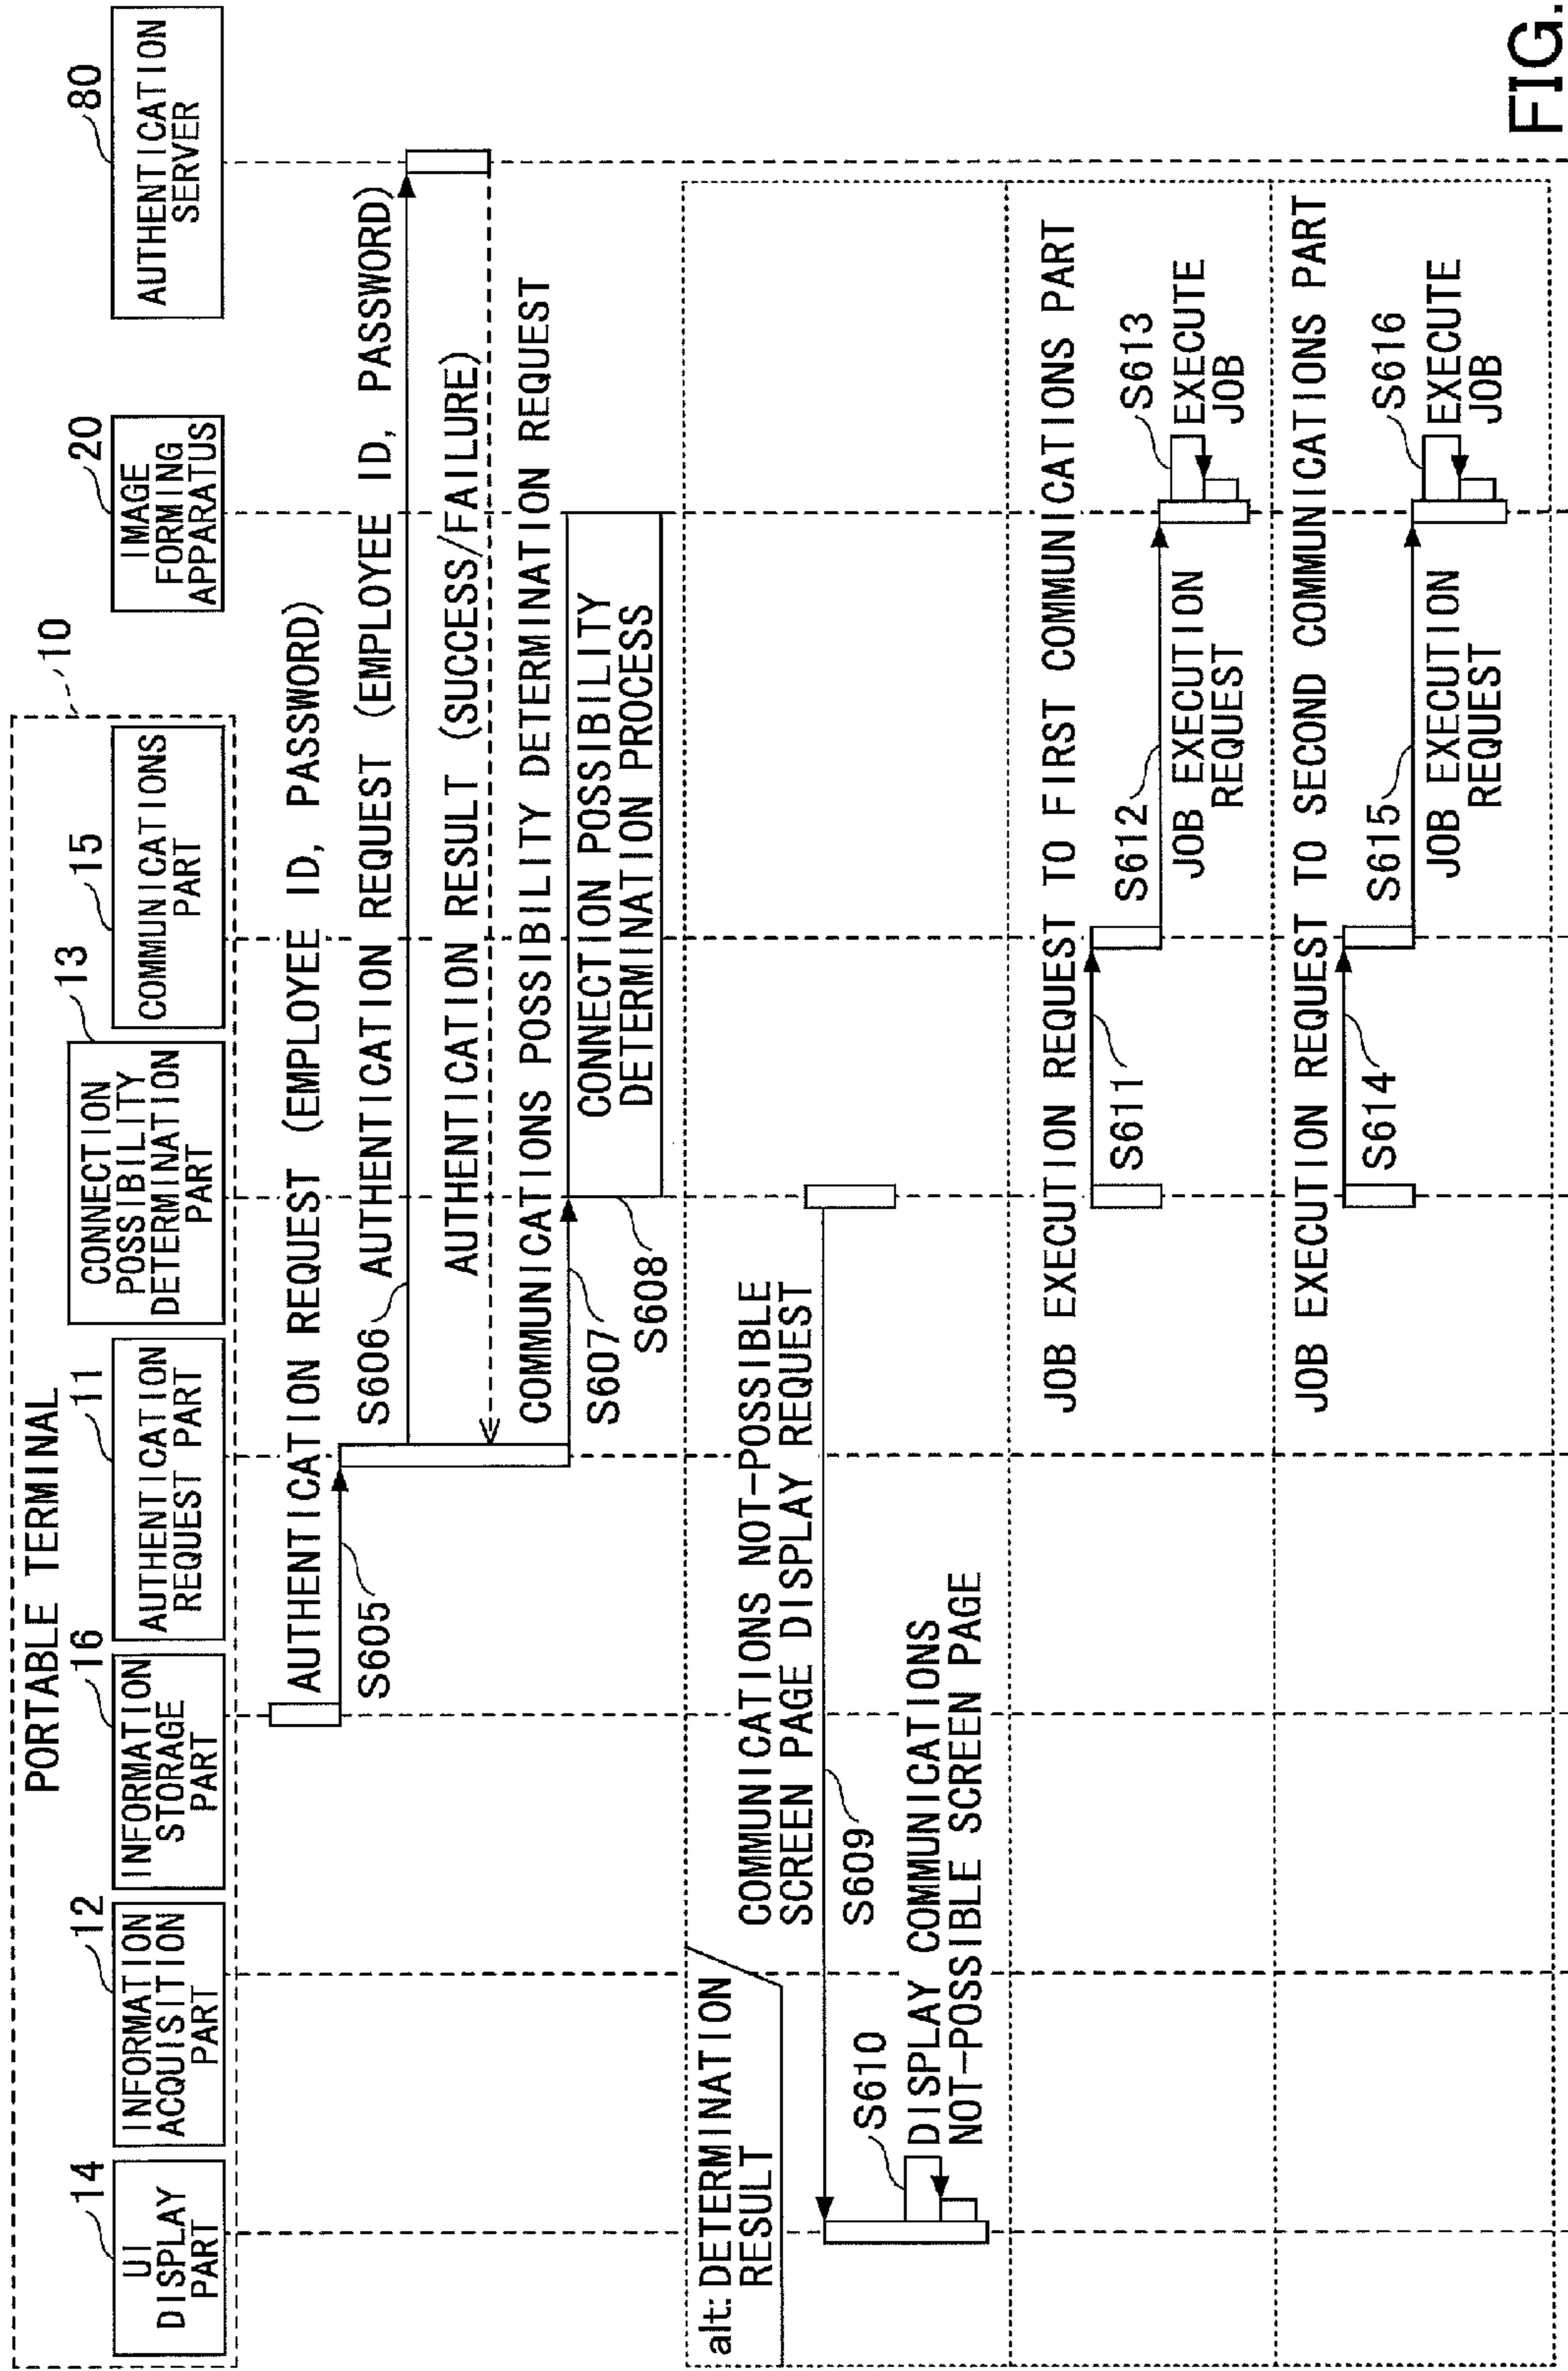 PORTABLE TERMINAL
10
14
UI
DISPLAY
PART
12
INFORMATION
ACQUISITION
PART
16
INFORMATION
STORAGE
PART
11
AUTHENTICATION
REQUEST PART
13
CONNECTION
POSSIBILITY
DETERMINATION
PART
15
COMMUNICATIONS
PART
20
IMAGE
FORMING
APPARATUS
80
AUTHENTICATION
SERVER
AUTHENTICATION REQUEST (EMPLOYEE ID, PASSWORD)
S605
S606
AUTHENTICATION REQUEST (EMPLOYEE ID, PASSWORD)
AUTHENTICATION RESULT (SUCCESS/FAILURE)
COMMUNICATIONS POSSIBILITY DETERMINATION REQUEST
S607
S608
CONNECTION POSSIBILITY
DETERMINATION PROCESS
alt: DETERMINATION
RESULT
COMMUNICATIONS NOT-POSSIBLE
SCREEN PAGE DISPLAY REQUEST
S609
S610
DISPLAY COMMUNICATIONS
NOT-POSSIBLE SCREEN PAGE
JOB EXECUTION REQUEST TO FIRST COMMUNICATIONS PART
S611
S612
JOB EXECUTION
REQUEST
S613
EXECUTE
JOB
JOB EXECUTION REQUEST TO SECOND COMMUNICATIONS PART
S614
S615
JOB EXECUTION
REQUEST
S616
EXECUTE
JOB
FIG.